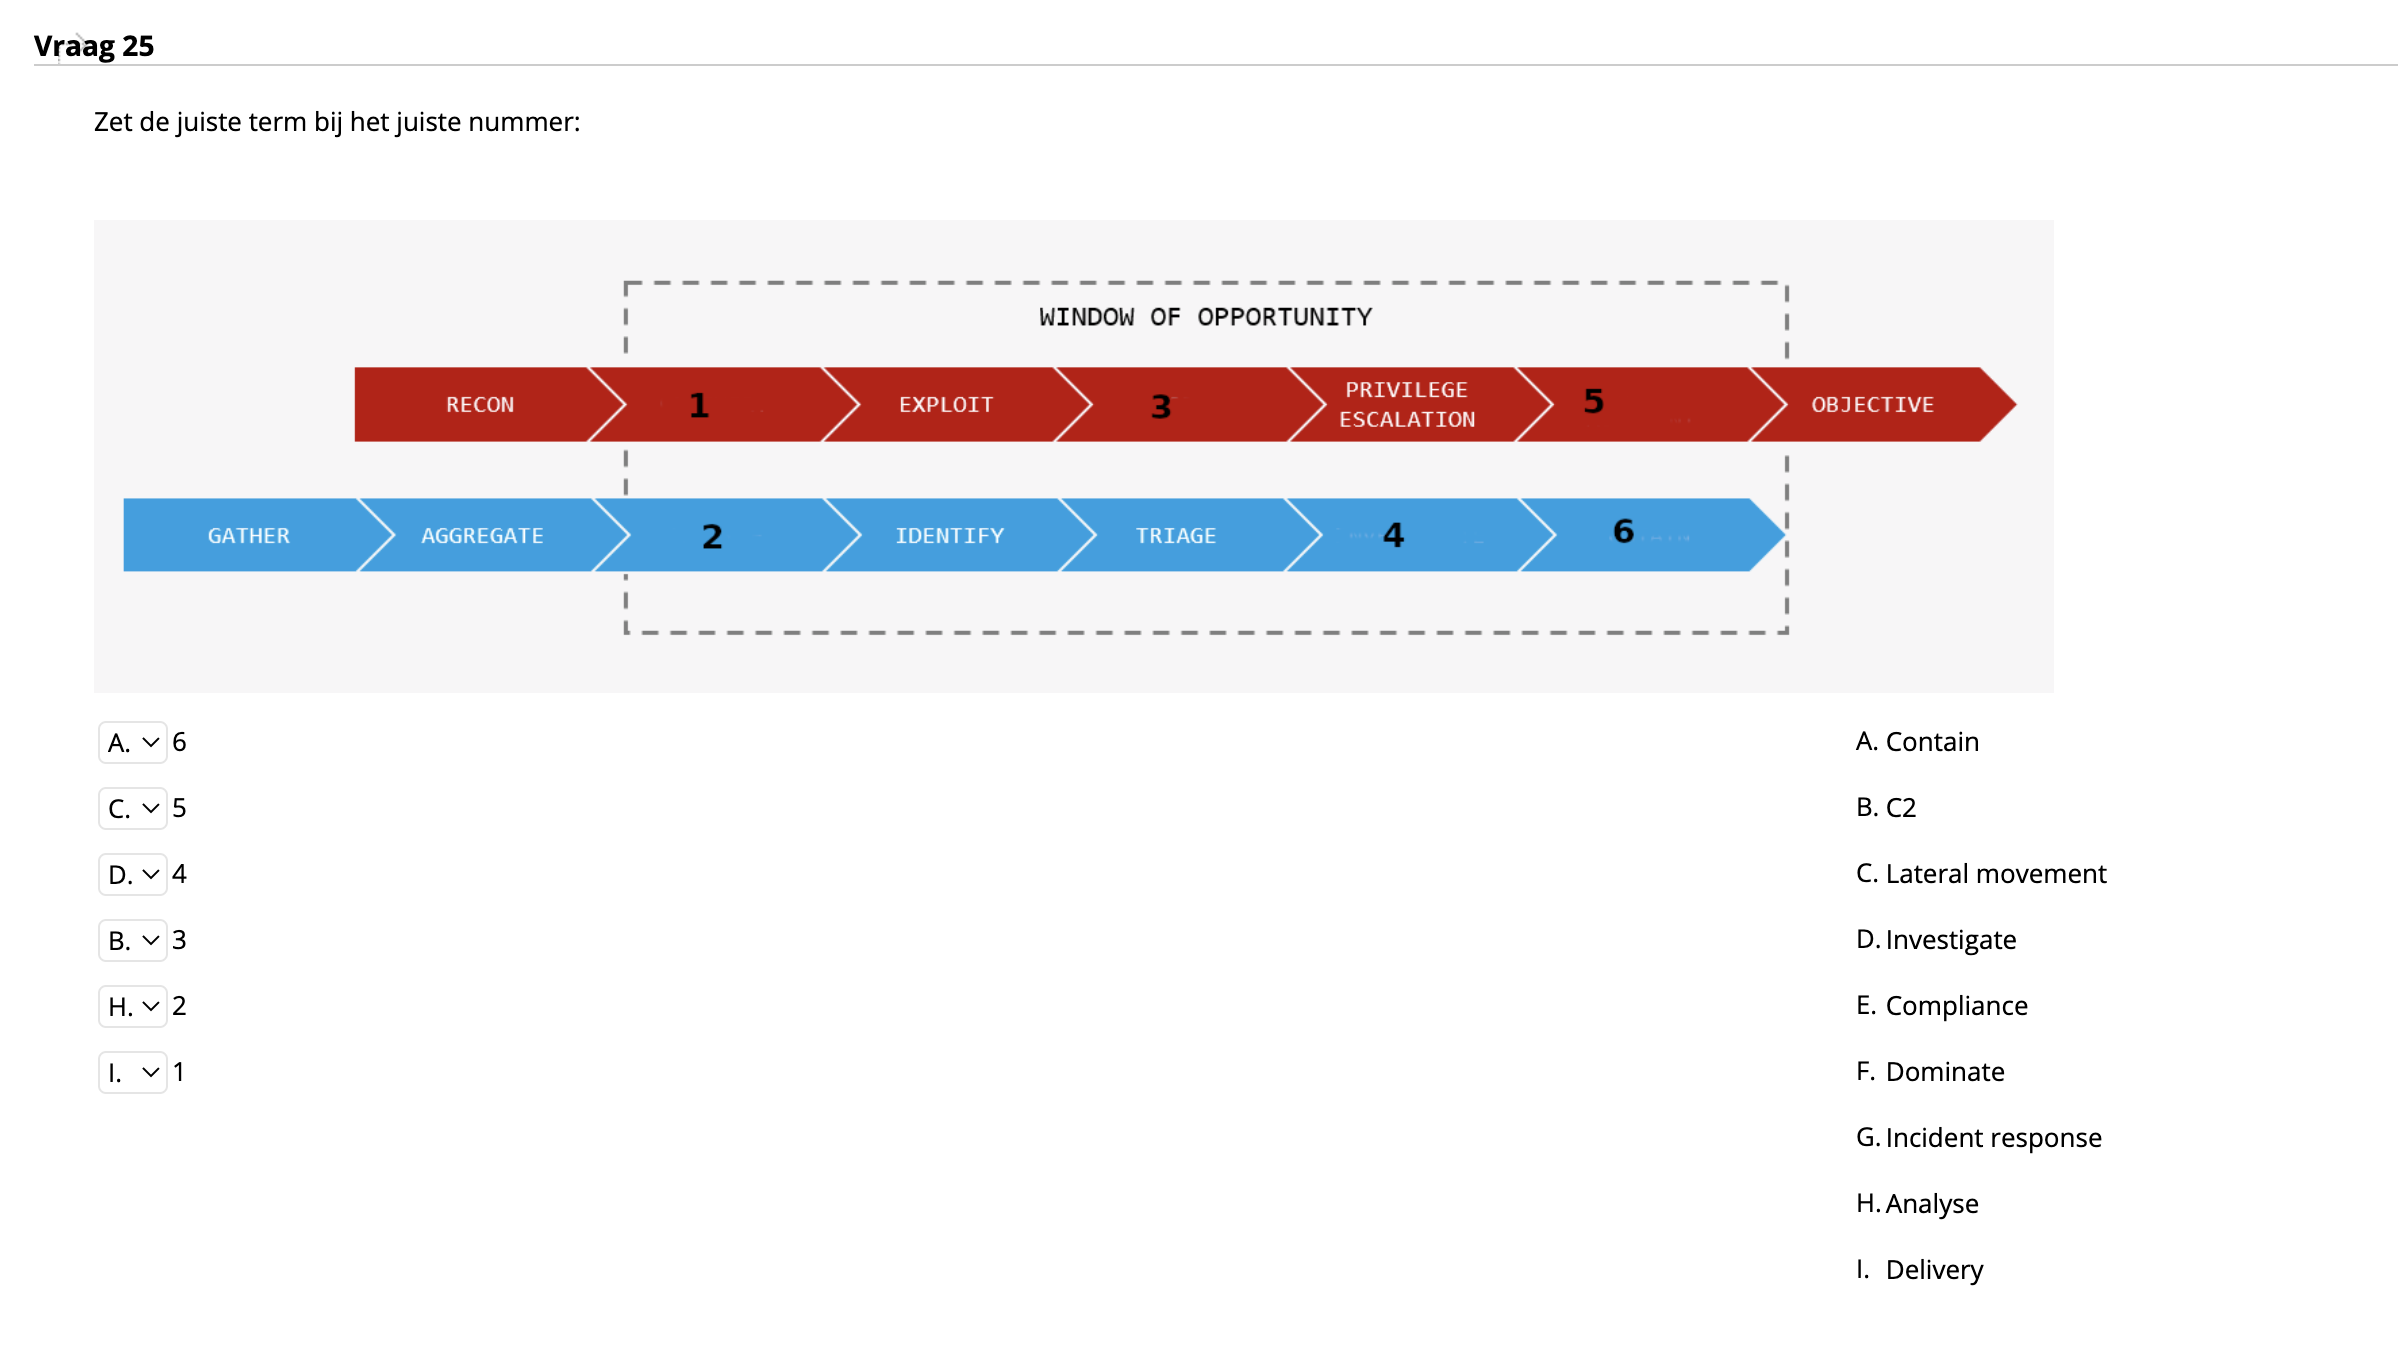 Vraag 25
Zet de juiste term bij het juiste nummer:
WINDOW OF OPPORTUNITY
RECON
1
EXPLOIT
3
PRIVILEGE
ESCALATION
5
OBJECTIVE
GATHER
AGGREGATE
2
IDENTIFY
TRIAGE
4
6
A. 6
C. 5
D. 4
B. 3
H. 2
I. 1
A. Contain
B. C2
C. Lateral movement
D. Investigate
E. Compliance
F. Dominate
G. Incident response
H. Analyse
I. Delivery